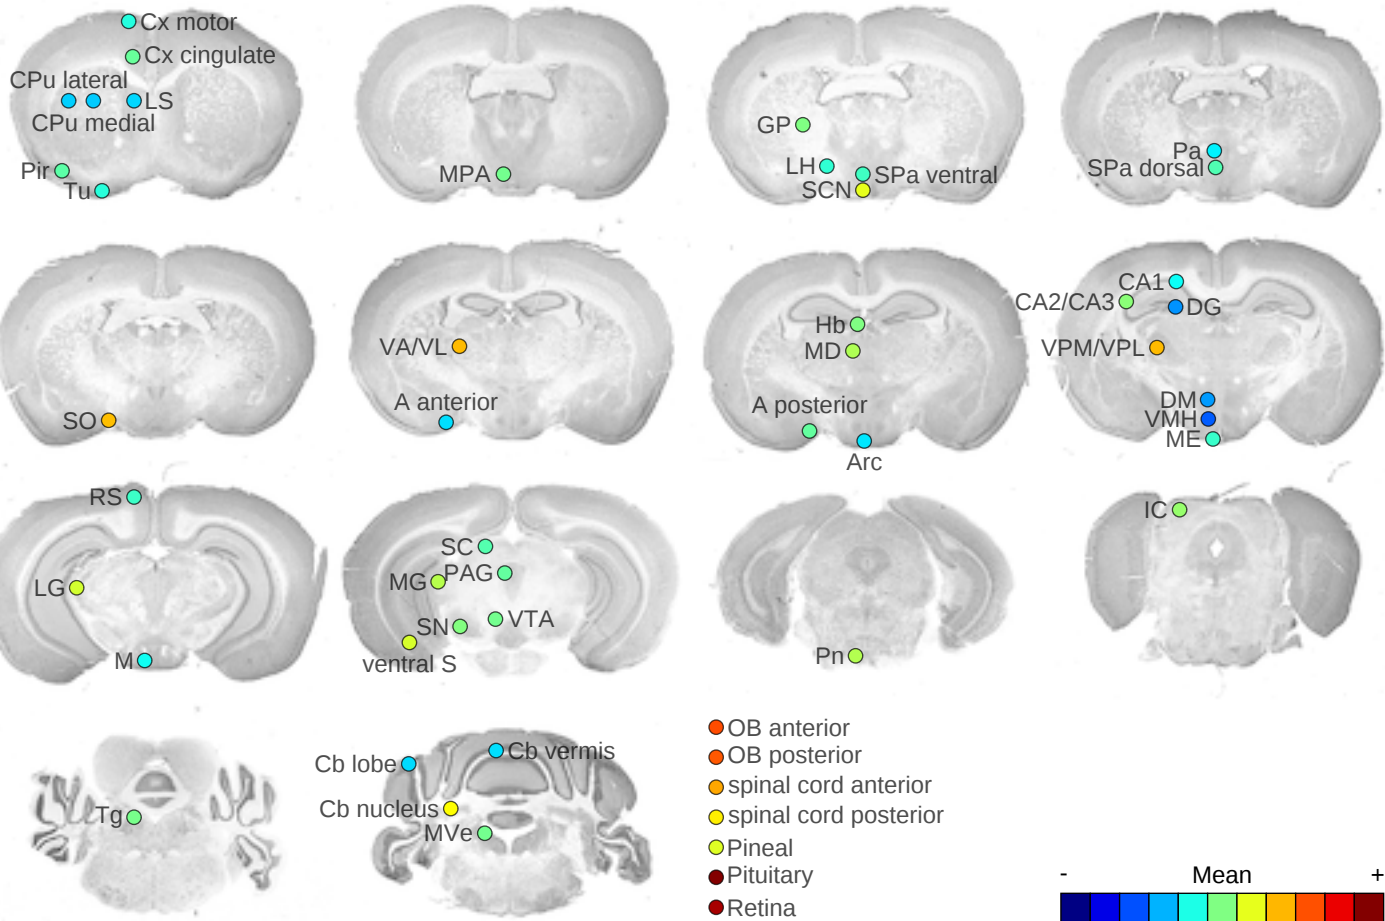 Cx motor
Cx cingulate
CPu lateral
LS
CPu medial
Pir
Tu
MPA
GP
LH
SPa ventral
SCN
Pa
SPa dorsal
SO
VA/VL
A anterior
Hb
MD
A posterior
Arc
CA1
CA2/CA3
DG
VPM/VPL
DM
VMH
ME
RS
LG
M
SC
PAG
MG
SN
VTA
ventral S
Pn
IC
Tg
Cb lobe
Cb vermis
Cb nucleus
MVe
OB anterior
OB posterior
spinal cord anterior
spinal cord posterior
Pineal
Pituitary
Retina
- Mean +